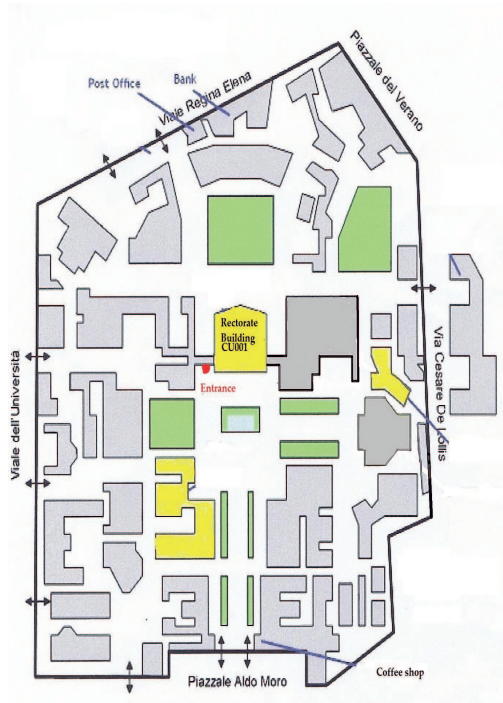 Piazzale del Verano
Post Office
Bank
Viale Regina Elena
Rectorate
Building
CU001
Entrance
Via Cesare De Lollis
Viale dell'Università
Coffee shop
Piazzale Aldo Moro